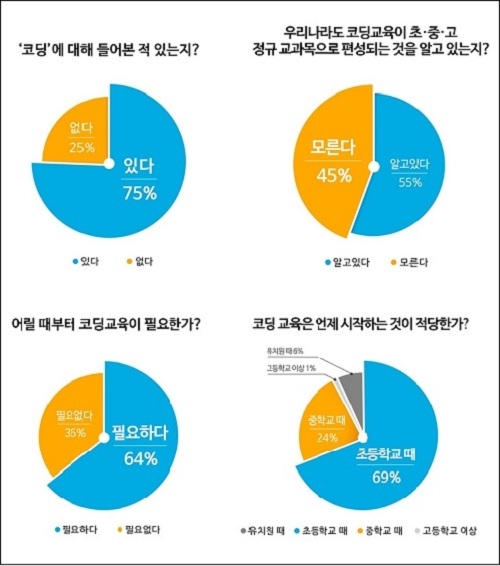 '코딩'에 대해 들어본 적 있는지?
없다
25%
있다
75%
있다
없다
우리나라도 코딩교육이 초·중·고
정규 교과목으로 편성되는 것을 알고 있는지?
모른다
45%
알고있다
55%
알고있다
모른다
어릴 때부터 코딩교육이 필요한가?
필요없다
36%
필요하다
64%
필요하다
필요없다
코딩 교육은 언제 시작하는 것이 적당한가?
유치원 때 6%
고등학교 이상 1%
중학교 때
24%
초등학교 때
69%
유치원 때
초등학교 때
중학교 때
고등학교 이상